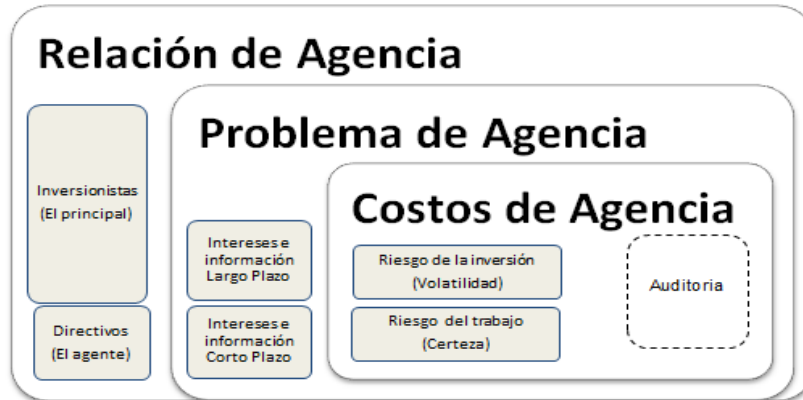 Relación de Agencia
Problema de Agencia
Costos de Agencia
Inversionistas
(El principal)
Directivos
(El agente)
Intereses e
información
Largo Plazo
Intereses e
información
Corto Plazo
Riesgo de la inversión
(Volatilidad)
Riesgo del trabajo
(Certeza)
Auditoria